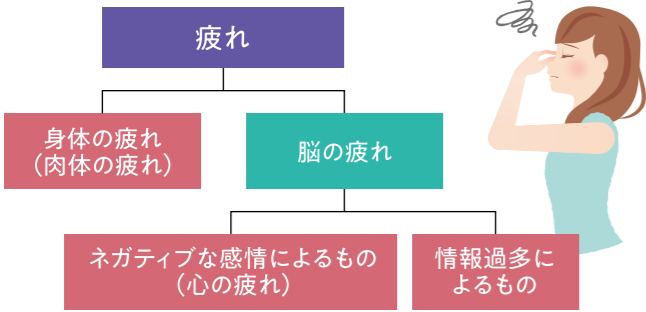 疲れ
身体の疲れ
（肉体の疲れ）
脳の疲れ
ネガティブな感情によるもの
（心の疲れ）
情報過多に
よるもの